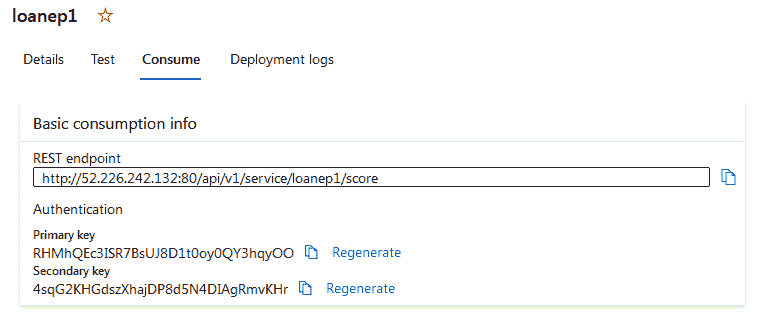 loanep1
Details Test Consume Deployment logs
Basic consumption info
REST endpoint
http://52.226.242.132:80/api/v1/service/loanep1/score
Authentication
Primary key
RHMhQEc3ISR7BsUJ8D1t0oy0QY3hqyOO Regenerate
Secondary key
4sqG2KHGdszXhajDP8d5N4DIAgRmvKHr Regenerate